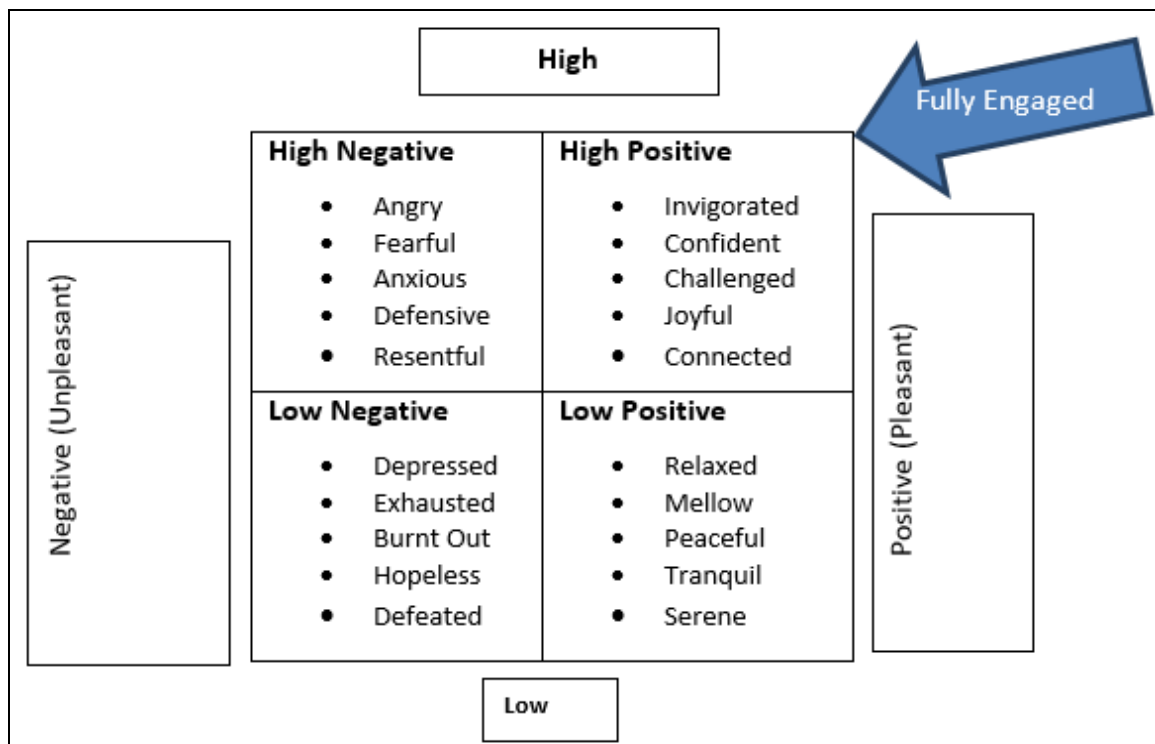 High
Fully Engaged
High Negative
• Angry
• Fearful
• Anxious
• Defensive
• Resentful
High Positive
• Invigorated
• Confident
• Challenged
• Joyful
• Connected
Negative (Unpleasant)
Positive (Pleasant)
Low Negative
• Depressed
• Exhausted
• Burnt Out
• Hopeless
• Defeated
Low Positive
• Relaxed
• Mellow
• Peaceful
• Tranquil
• Serene
Low